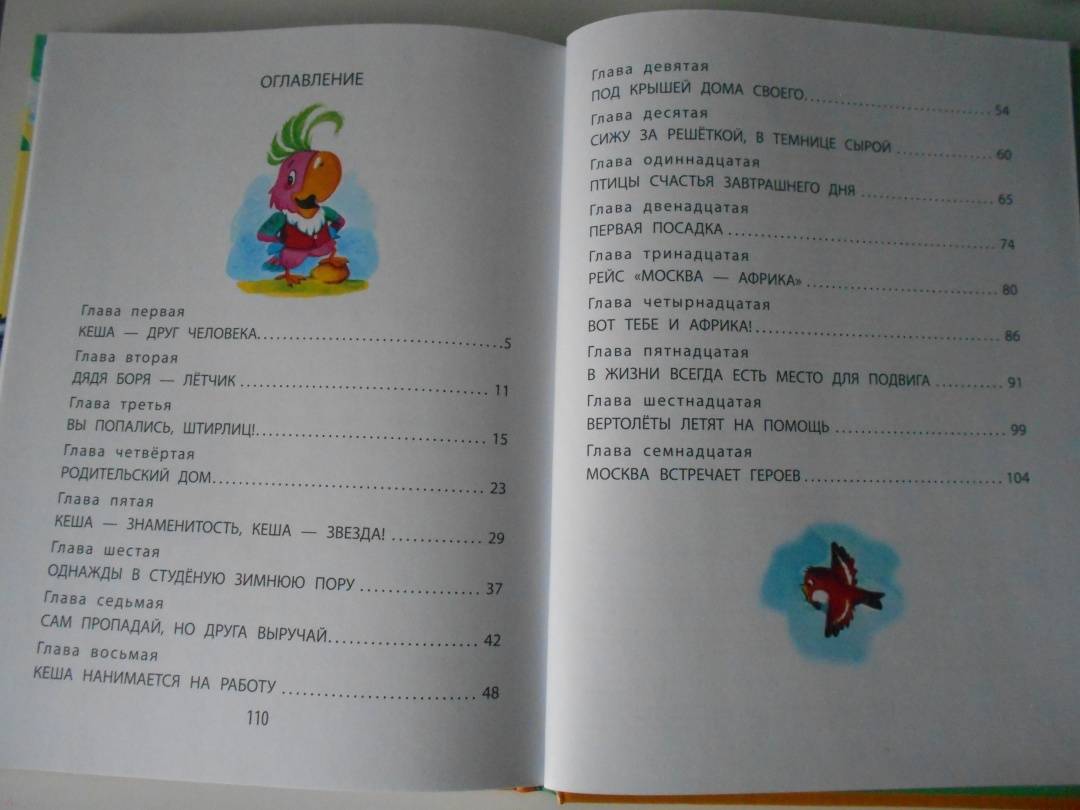 ОГЛАВЛЕНИЕ
Глава первая
КЕША — ДРУГ ЧЕЛОВЕКА..................................5
Глава вторая
ДЯДЯ БОРЯ — ЛЁТЧИК .................................. 11
Глава третья
ВЫ ПОПАЛИСЬ, ШТИРЛИЦ!.................................. 15
Глава четвёртая
РОДИТЕЛЬСКИЙ ДОМ.................................. 23
Глава пятая
КЕША — ЗНАМЕНИТОСТЬ, КЕША — ЗВЕЗДА! ............. 29
Глава шестая
ОДНАЖДЫ В СТУДЁНУЮ ЗИМНЮЮ ПОРУ .................. 37
Глава седьмая
САМ ПРОПАДАЙ, НО ДРУГА ВЫРУЧАЙ...................... 42
Глава восьмая
КЕША НАНИМАЕТСЯ НА РАБОТУ ......................... 48
110
Глава девятая
ПОД КРЫШЕЙ ДОМА СВОЕГО......................... 54
Глава десятая
СИЖУ ЗА РЕШЁТКОЙ, В ТЕМНИЦЕ СЫРОЙ ............. 60
Глава одиннадцатая
ПТИЦЫ СЧАСТЬЯ ЗАВТРАШНЕГО ДНЯ ................. 65
Глава двенадцатая
ПЕРВАЯ ПОСАДКА .................................. 74
Глава тринадцатая
РЕЙС «МОСКВА — АФРИКА» ......................... 80
Глава четырнадцатая
ВОТ ТЕБЕ И АФРИКА! .............................. 86
Глава пятнадцатая
В ЖИЗНИ ВСЕГДА ЕСТЬ МЕСТО ДЛЯ ПОДВИГА ......... 91
Глава шестнадцатая
ВЕРТОЛЁТЫ ЛЕТЯТ НА ПОМОЩЬ ...................... 99
Глава семнадцатая
МОСКВА ВСТРЕЧАЕТ ГЕРОЕВ ......................... 104